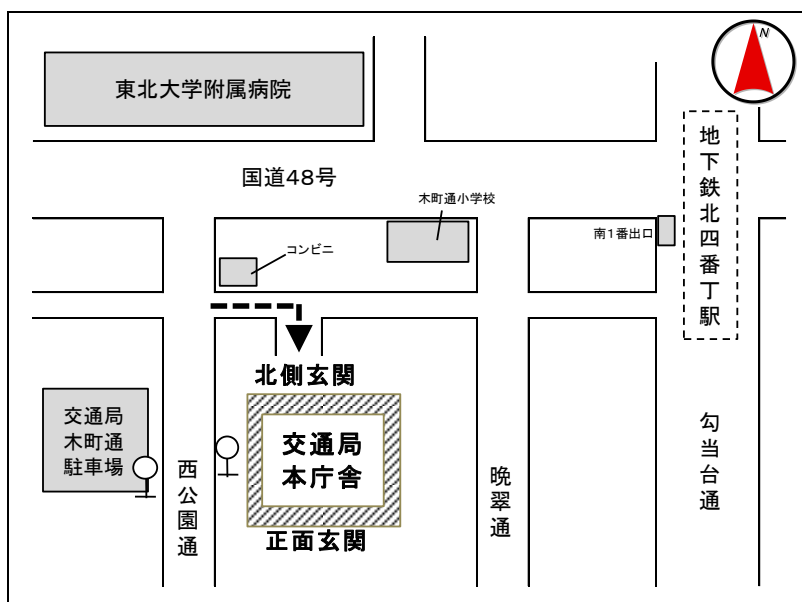 N
東北大学附属病院
国道48号
木町通小学校
コンビニ
南1番出口
地下鉄北四番丁駅
北側玄関
交通局
木町通
駐車場
交通局
本庁舎
正面玄関
西公園通
晩翠通
勾当台通